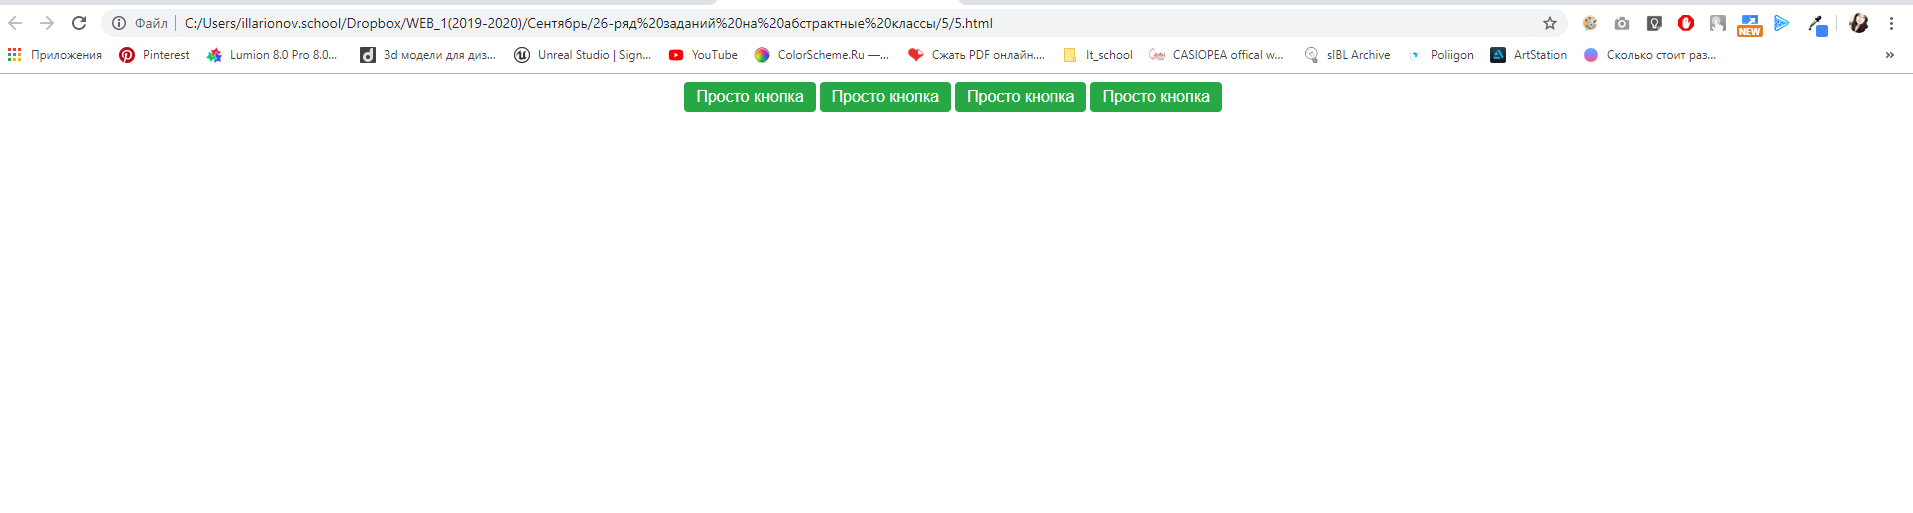 Файл C:/Users/illarionov.school/Dropbox/WEB_1(2019-2020)/Сентябрь/26-ряд%20заданий%20на%20абстрактные%20классы/5/5.html NEW
Приложения Pinterest Lumion 8.0 Pro 8.0... 3d модели для диз... Unreal Studio | Sign... YouTube ColorScheme.Ru —... Сжать PDF онлайн.... It_school CASIOPEA offical w... sIBL Archive Poliigon ArtStation Сколько стоит раз... »
Просто кнопка Просто кнопка Просто кнопка Просто кнопка